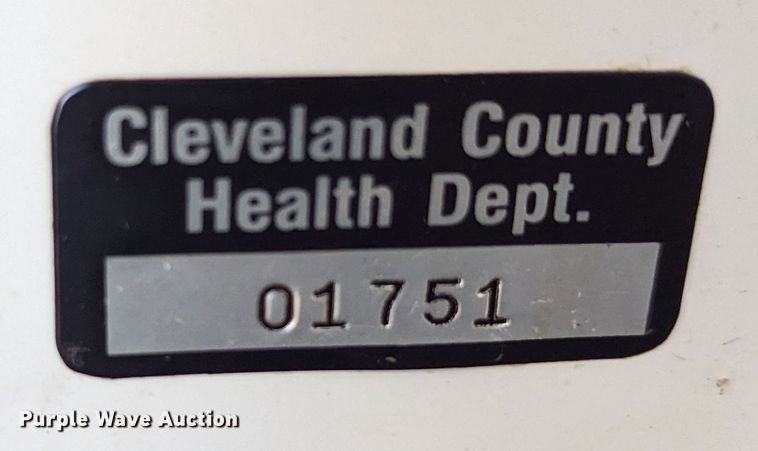 Cleveland County
Health Dept.
01751
Purple Wave Auction